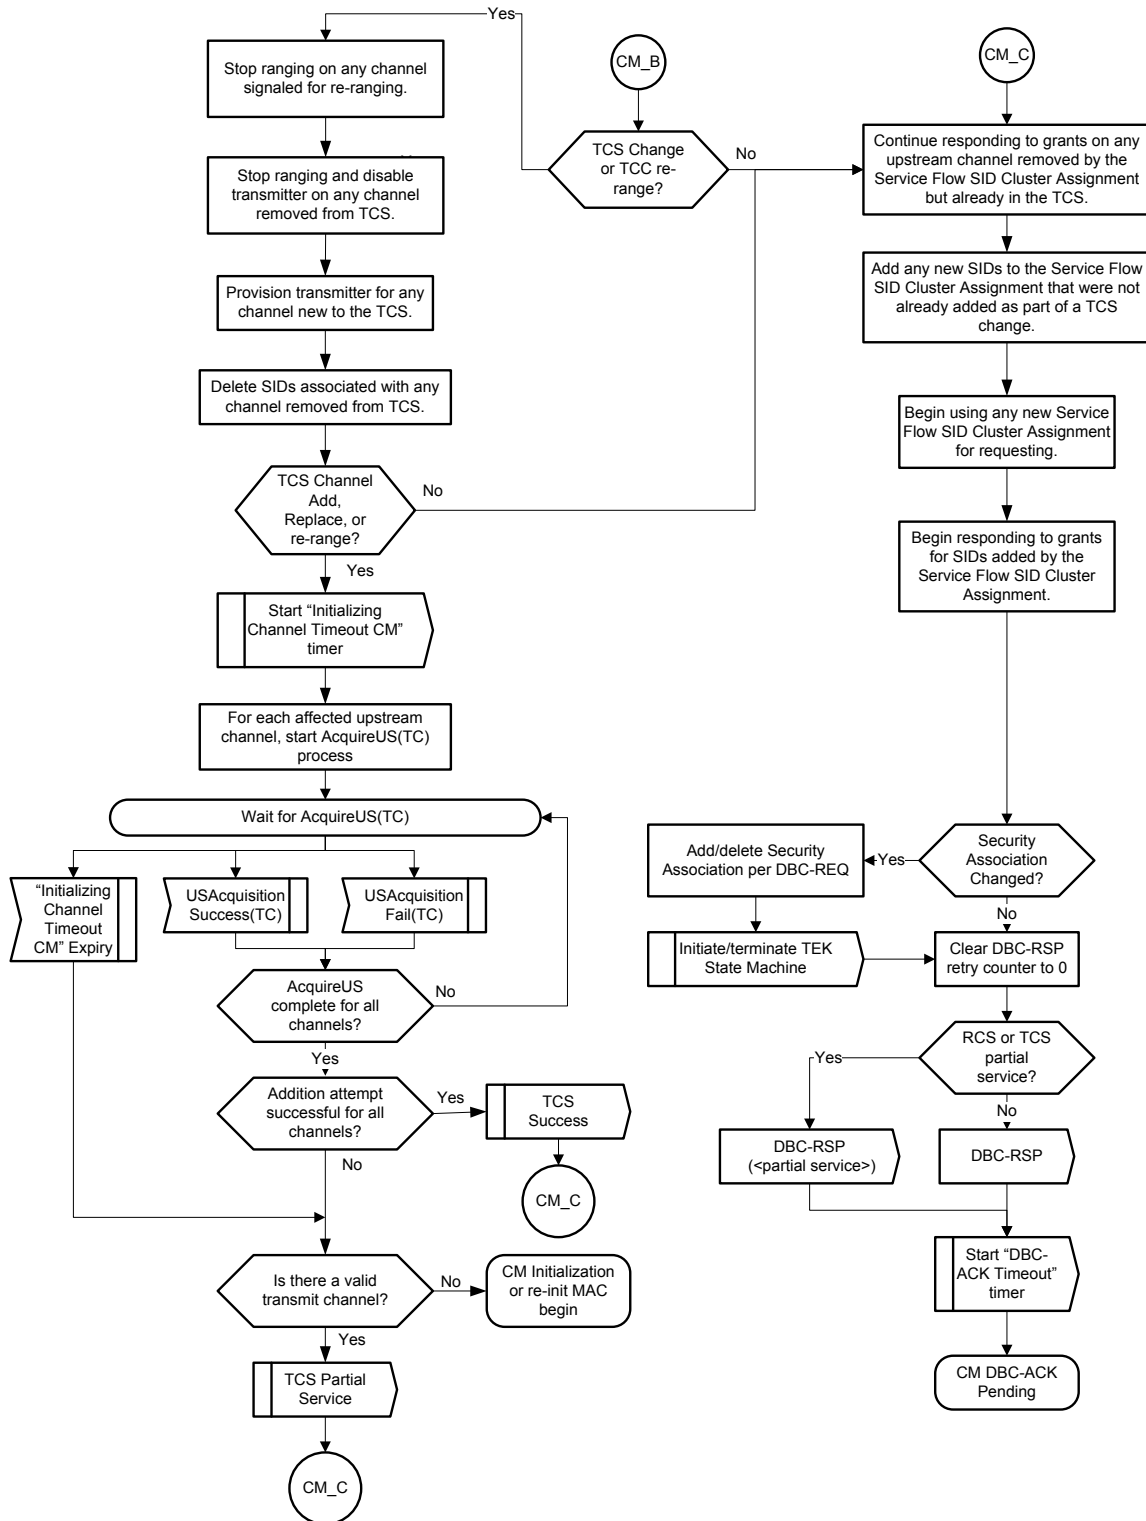 Yes
CM_B
CM_C
Stop ranging on any channel
signaled for re-ranging.
TCS Change
or TCC re-
range?
No
Continue responding to grants on any
upstream channel removed by the
Service Flow SID Cluster Assignment
but already in the TCS.
Stop ranging and disable
transmitter on any channel
removed from TCS.
Add any new SIDs to the Service Flow
SID Cluster Assignment that were not
already added as part of a TCS
change.
Provision transmitter for any
channel new to the TCS.
Delete SIDs associated with any
channel removed from TCS.
Begin using any new Service
Flow SID Cluster Assignment
for requesting.
TCS Channel
Add,
Replace, or
re-range?
No
Yes
Begin responding to grants
for SIDs added by the
Service Flow SID Cluster
Assignment.
Start “Initializing
Channel Timeout CM”
timer
For each affected upstream
channel, start AcquireUS(TC)
process
Wait for AcquireUS(TC)
Security
Association
Changed?
Yes
No
Add/delete Security
Association per DBC-REQ
“Initializing
Channel
Timeout
CM” Expiry
USAcquisition
Success(TC)
USAcquisition
Fail(TC)
Initiate/terminate TEK
State Machine
Clear DBC-RSP
retry counter to 0
AcquireUS
complete for all
channels?
No
Yes
RCS or TCS
partial
service?
Yes
No
Addition attempt
successful for all
channels?
Yes
No
TCS
Success
CM_C
DBC-RSP
(<partial service>)
DBC-RSP
Start “DBC-
ACK Timeout”
timer
Is there a valid
transmit channel?
No
Yes
CM Initialization
or re-init MAC
begin
CM DBC-ACK
Pending
TCS Partial
Service
CM_C